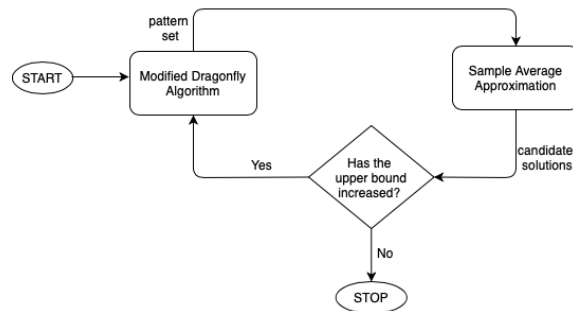 pattern
set
START
Modified Dragonfly
Algorithm
Sample Average
Approximation
candidate
solutions
Has the
upper bound
increased?
Yes
No
STOP